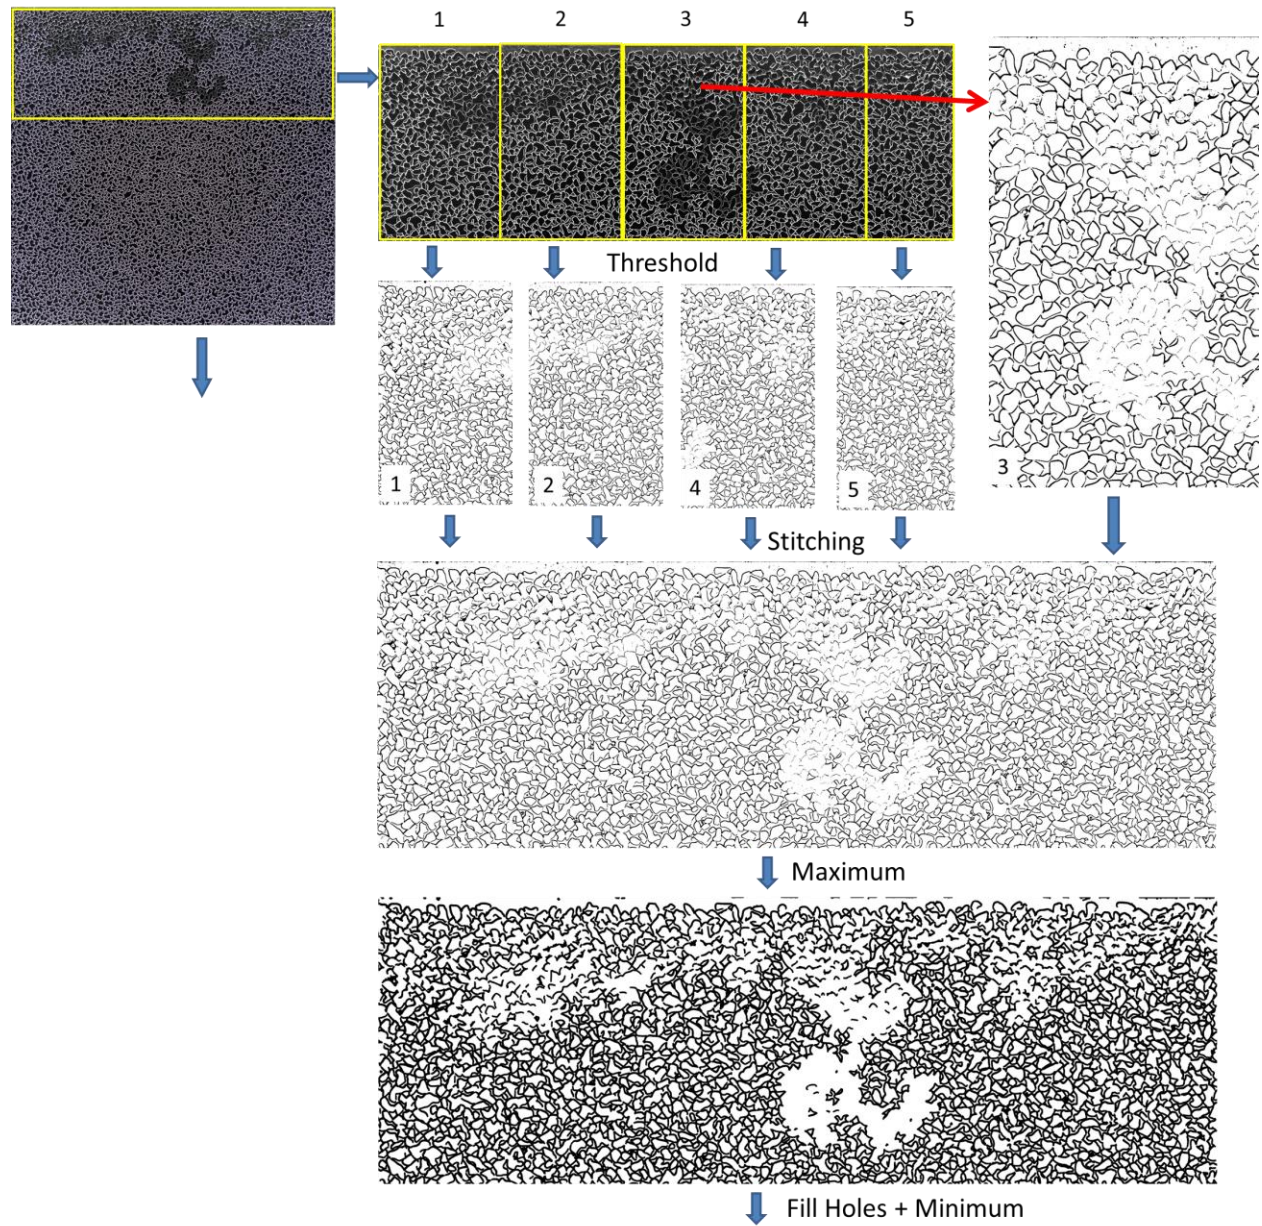 1 2 3 4 5
Threshold
3
1 2 4 5
Stitching
Maximum
Fill Holes + Minimum